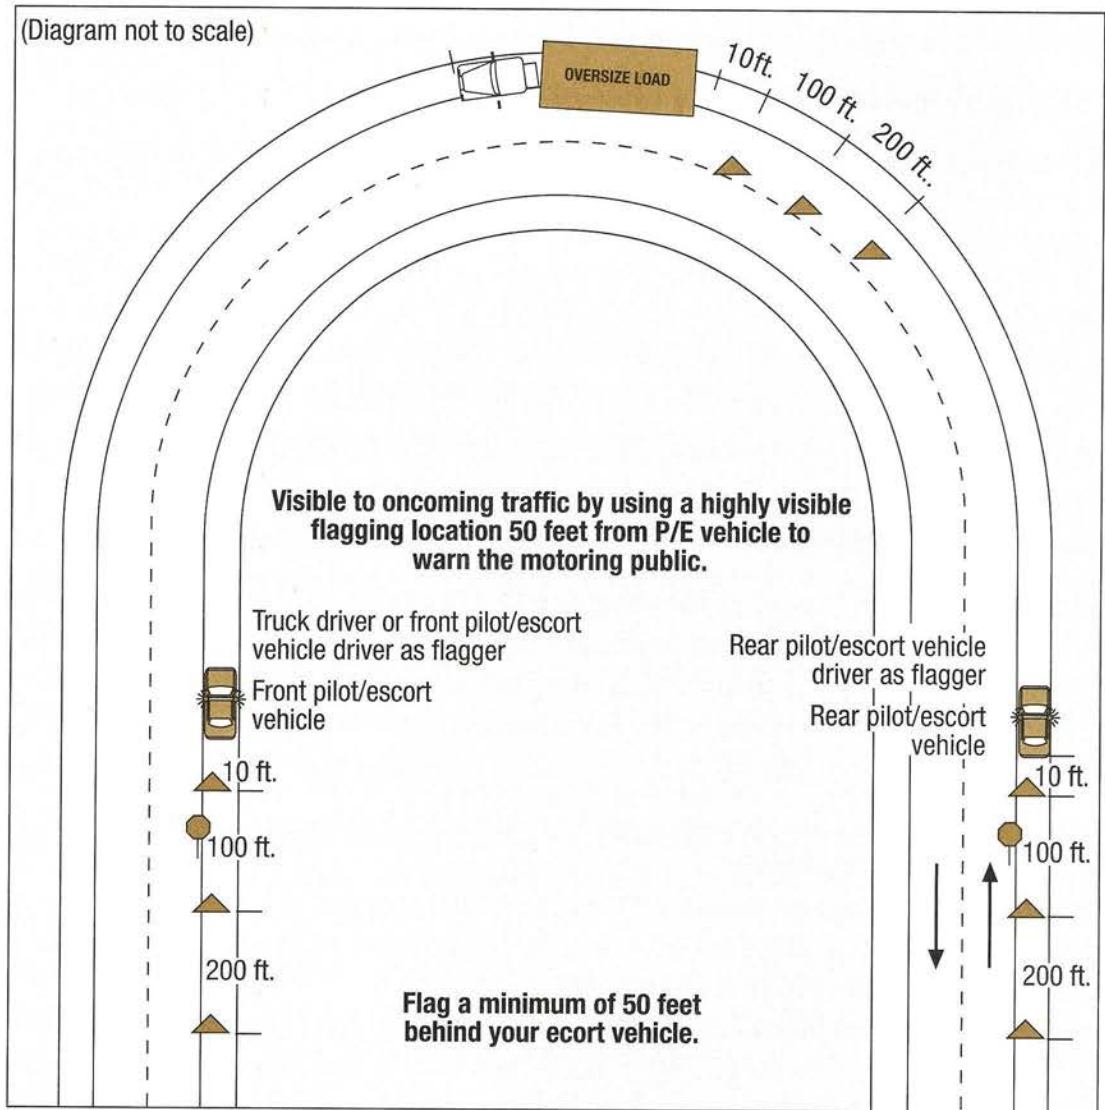 (Diagram not to scale)
OVERSIZE LOAD
10ft.
100 ft.
200 ft..
Visible to oncoming traffic by using a highly visible
flagging location 50 feet from P/E vehicle to
warn the motoring public.
Truck driver or front pilot/escort
vehicle driver as flagger
Front pilot/escort
vehicle
Rear pilot/escort vehicle
driver as flagger
Rear pilot/escort
vehicle
10 ft.
100 ft.
200 ft.
10 ft.
100 ft.
200 ft.
Flag a minimum of 50 feet
behind your ecort vehicle.